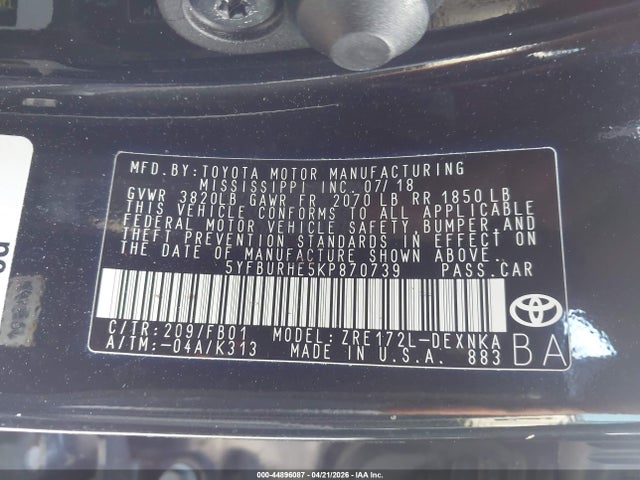 MFD.BY:TOYOTA MOTOR MANUFACTURING
MISSISSIPPI INC. 07/18
GVWR 3820LB GAWR FR 2070 LB RR 1850 LB
THIS VEHICLE CONFORMS TO ALL APPLICABLE
FEDERAL MOTOR VEHICLE SAFETY,BUMPER,AND
THEFT PREVENTION STANDARDS IN EFFECT ON
THE DATE OF MANUFACTURE SHOWN ABOVE.
5YFBURHE5KP870739 PASS.CAR
C/TR:209/FB01 MODEL:ZRE172L-DEXNKA
A/TM:-04A/K313 MADE IN U.S.A. 883
BA
000-44896087 04/21/2026 - IAA Inc.